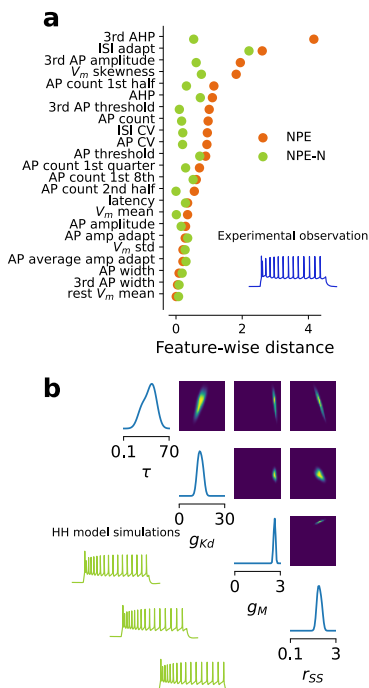 a
3rd AHP
ISI adapt
3rd AP amplitude
Vm skewness
AP count 1st half
AHP
3rd AP threshold
AP count
ISI CV
AP CV
AP threshold
AP count 1st quarter
AP count 1st 8th
AP count 2nd half
latency
Vm mean
AP amplitude
AP amp adapt
Vm std
AP average amp adapt
AP width
3rd AP width
rest Vm mean
NPE
NPE-N
Experimental observation
0 2 4
Feature-wise distance
b
0.1 70
τ
0 30
gKd
HH model simulations
0 3
gM
0.1 3
rSS